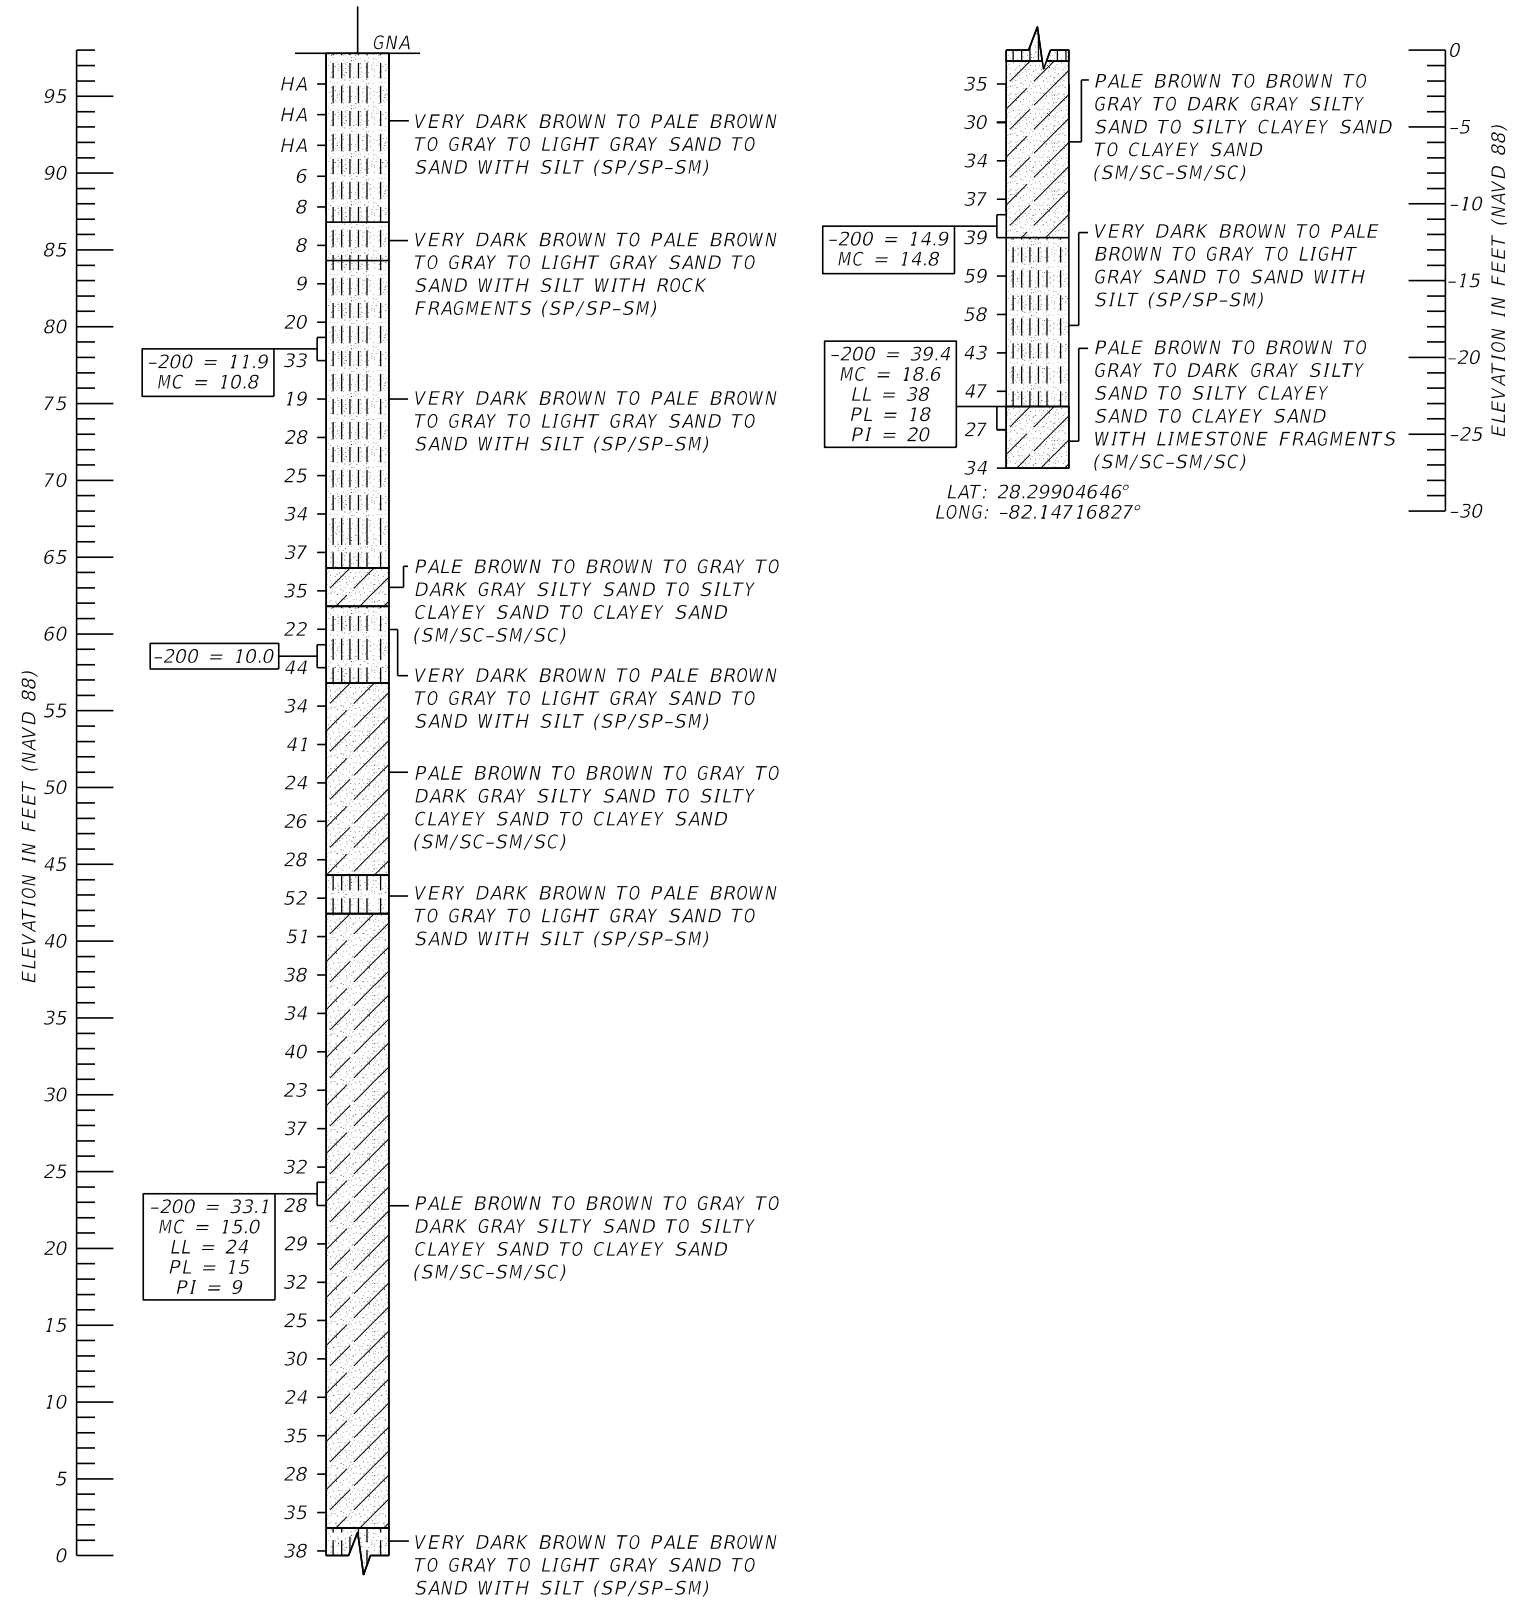 GNA
95
90
85
80
75
70
65
60
55
50
45
40
35
30
25
20
15
10
5
0
ELEVATION IN FEET (NAVD 88)
HA
HA
HA
6
8
8
9
20
33
19
28
25
34
37
35
22
44
34
41
24
26
28
52
51
38
34
40
23
37
32
28
29
32
25
30
24
35
28
35
38
-200 = 11.9
MC = 10.8
-200 = 10.0
-200 = 33.1
MC = 15.0
LL = 24
PL = 15
PI = 9
VERY DARK BROWN TO PALE BROWN
TO GRAY TO LIGHT GRAY SAND TO
SAND WITH SILT (SP/SP-SM)
VERY DARK BROWN TO PALE BROWN
TO GRAY TO LIGHT GRAY SAND TO
SAND WITH SILT WITH ROCK
FRAGMENTS (SP/SP-SM)
VERY DARK BROWN TO PALE BROWN
TO GRAY TO LIGHT GRAY SAND TO
SAND WITH SILT (SP/SP-SM)
PALE BROWN TO BROWN TO GRAY TO
DARK GRAY SILTY SAND TO SILTY
CLAYEY SAND TO CLAYEY SAND
(SM/SC-SM/SC)
VERY DARK BROWN TO PALE BROWN
TO GRAY TO LIGHT GRAY SAND TO
SAND WITH SILT (SP/SP-SM)
PALE BROWN TO BROWN TO GRAY TO
DARK GRAY SILTY SAND TO SILTY
CLAYEY SAND TO CLAYEY SAND
(SM/SC-SM/SC)
VERY DARK BROWN TO PALE BROWN
TO GRAY TO LIGHT GRAY SAND TO
SAND WITH SILT (SP/SP-SM)
PALE BROWN TO BROWN TO GRAY TO
DARK GRAY SILTY SAND TO SILTY
CLAYEY SAND TO CLAYEY SAND
(SM/SC-SM/SC)
VERY DARK BROWN TO PALE BROWN
TO GRAY TO LIGHT GRAY SAND TO
SAND WITH SILT (SP/SP-SM)
35
30
34
37
39
59
58
43
47
27
34
-200 = 14.9
MC = 14.8
-200 = 39.4
MC = 18.6
LL = 38
PL = 18
PI = 20
PALE BROWN TO BROWN TO
GRAY TO DARK GRAY SILTY
SAND TO SILTY CLAYEY SAND
TO CLAYEY SAND
(SM/SC-SM/SC)
VERY DARK BROWN TO PALE
BROWN TO GRAY TO LIGHT
GRAY SAND TO SAND WITH
SILT (SP/SP-SM)
PALE BROWN TO BROWN TO
GRAY TO DARK GRAY SILTY
SAND TO SILTY CLAYEY
SAND TO CLAYEY SAND
WITH LIMESTONE FRAGMENTS
(SM/SC-SM/SC)
LAT: 28.29904646°
LONG: -82.14716827°
0
-5
-10
-15
-20
-25
-30
ELEVATION IN FEET (NAVD 88)